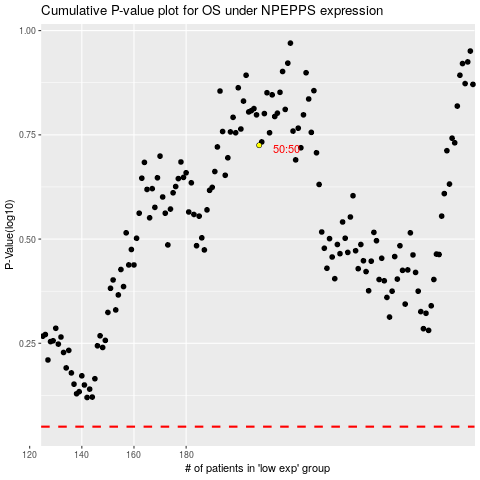 Cumulative P-value plot for OS under NPEPPS expression
1.00
0.75
0.50
0.25
P-Value(log10)
50:50
120 140 160 180
# of patients in 'low exp' group